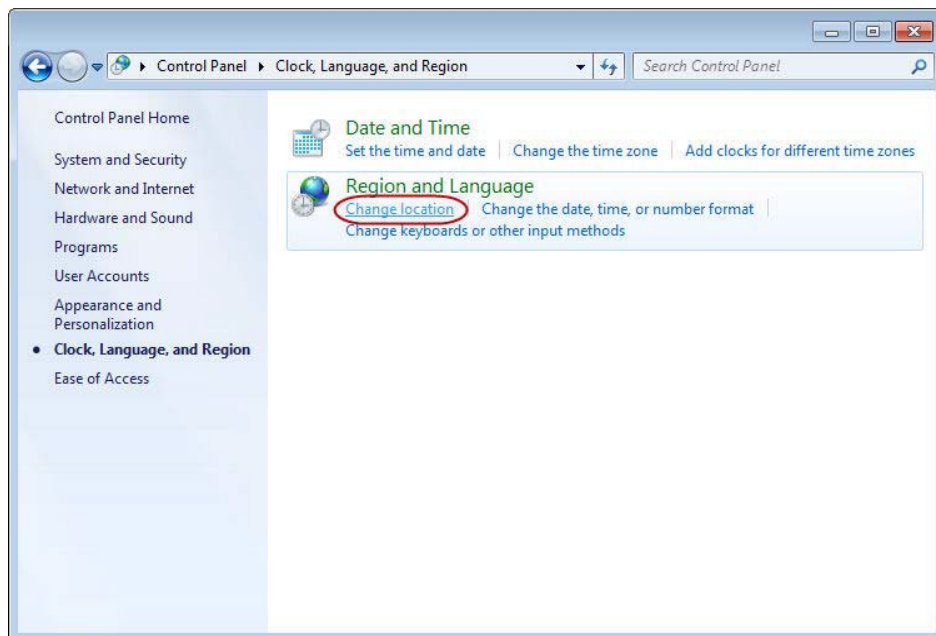 Control Panel Clock, Language, and Region
Search Control Panel
Control Panel Home
System and Security
Network and Internet
Hardware and Sound
Programs
User Accounts
Appearance and
Personalization
Clock, Language, and Region
Ease of Access
Date and Time
Set the time and date Change the time zone Add clocks for different time zones
Region and Language
Change location Change the date, time, or number format
Change keyboards or other input methods